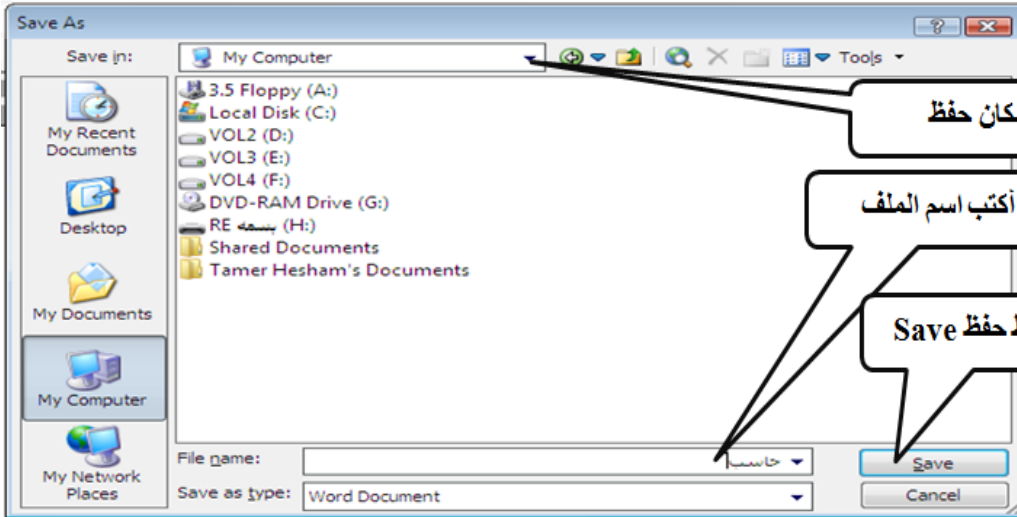 Save As
Save in:
My Computer
Tools
3.5 Floppy (A:)
Local Disk (C:)
VOL2 (D:)
VOL3 (E:)
VOL4 (F:)
DVD-RAM Drive (G:)
RE بسمه (H:)
Shared Documents
Tamer Hesham's Documents
My Recent
Documents
Desktop
My Documents
My Computer
My Network
Places
حفظ
أكتب اسم الملف
حفظ Save
File name:
حاسب
Save
Save as type:
Word Document
Cancel